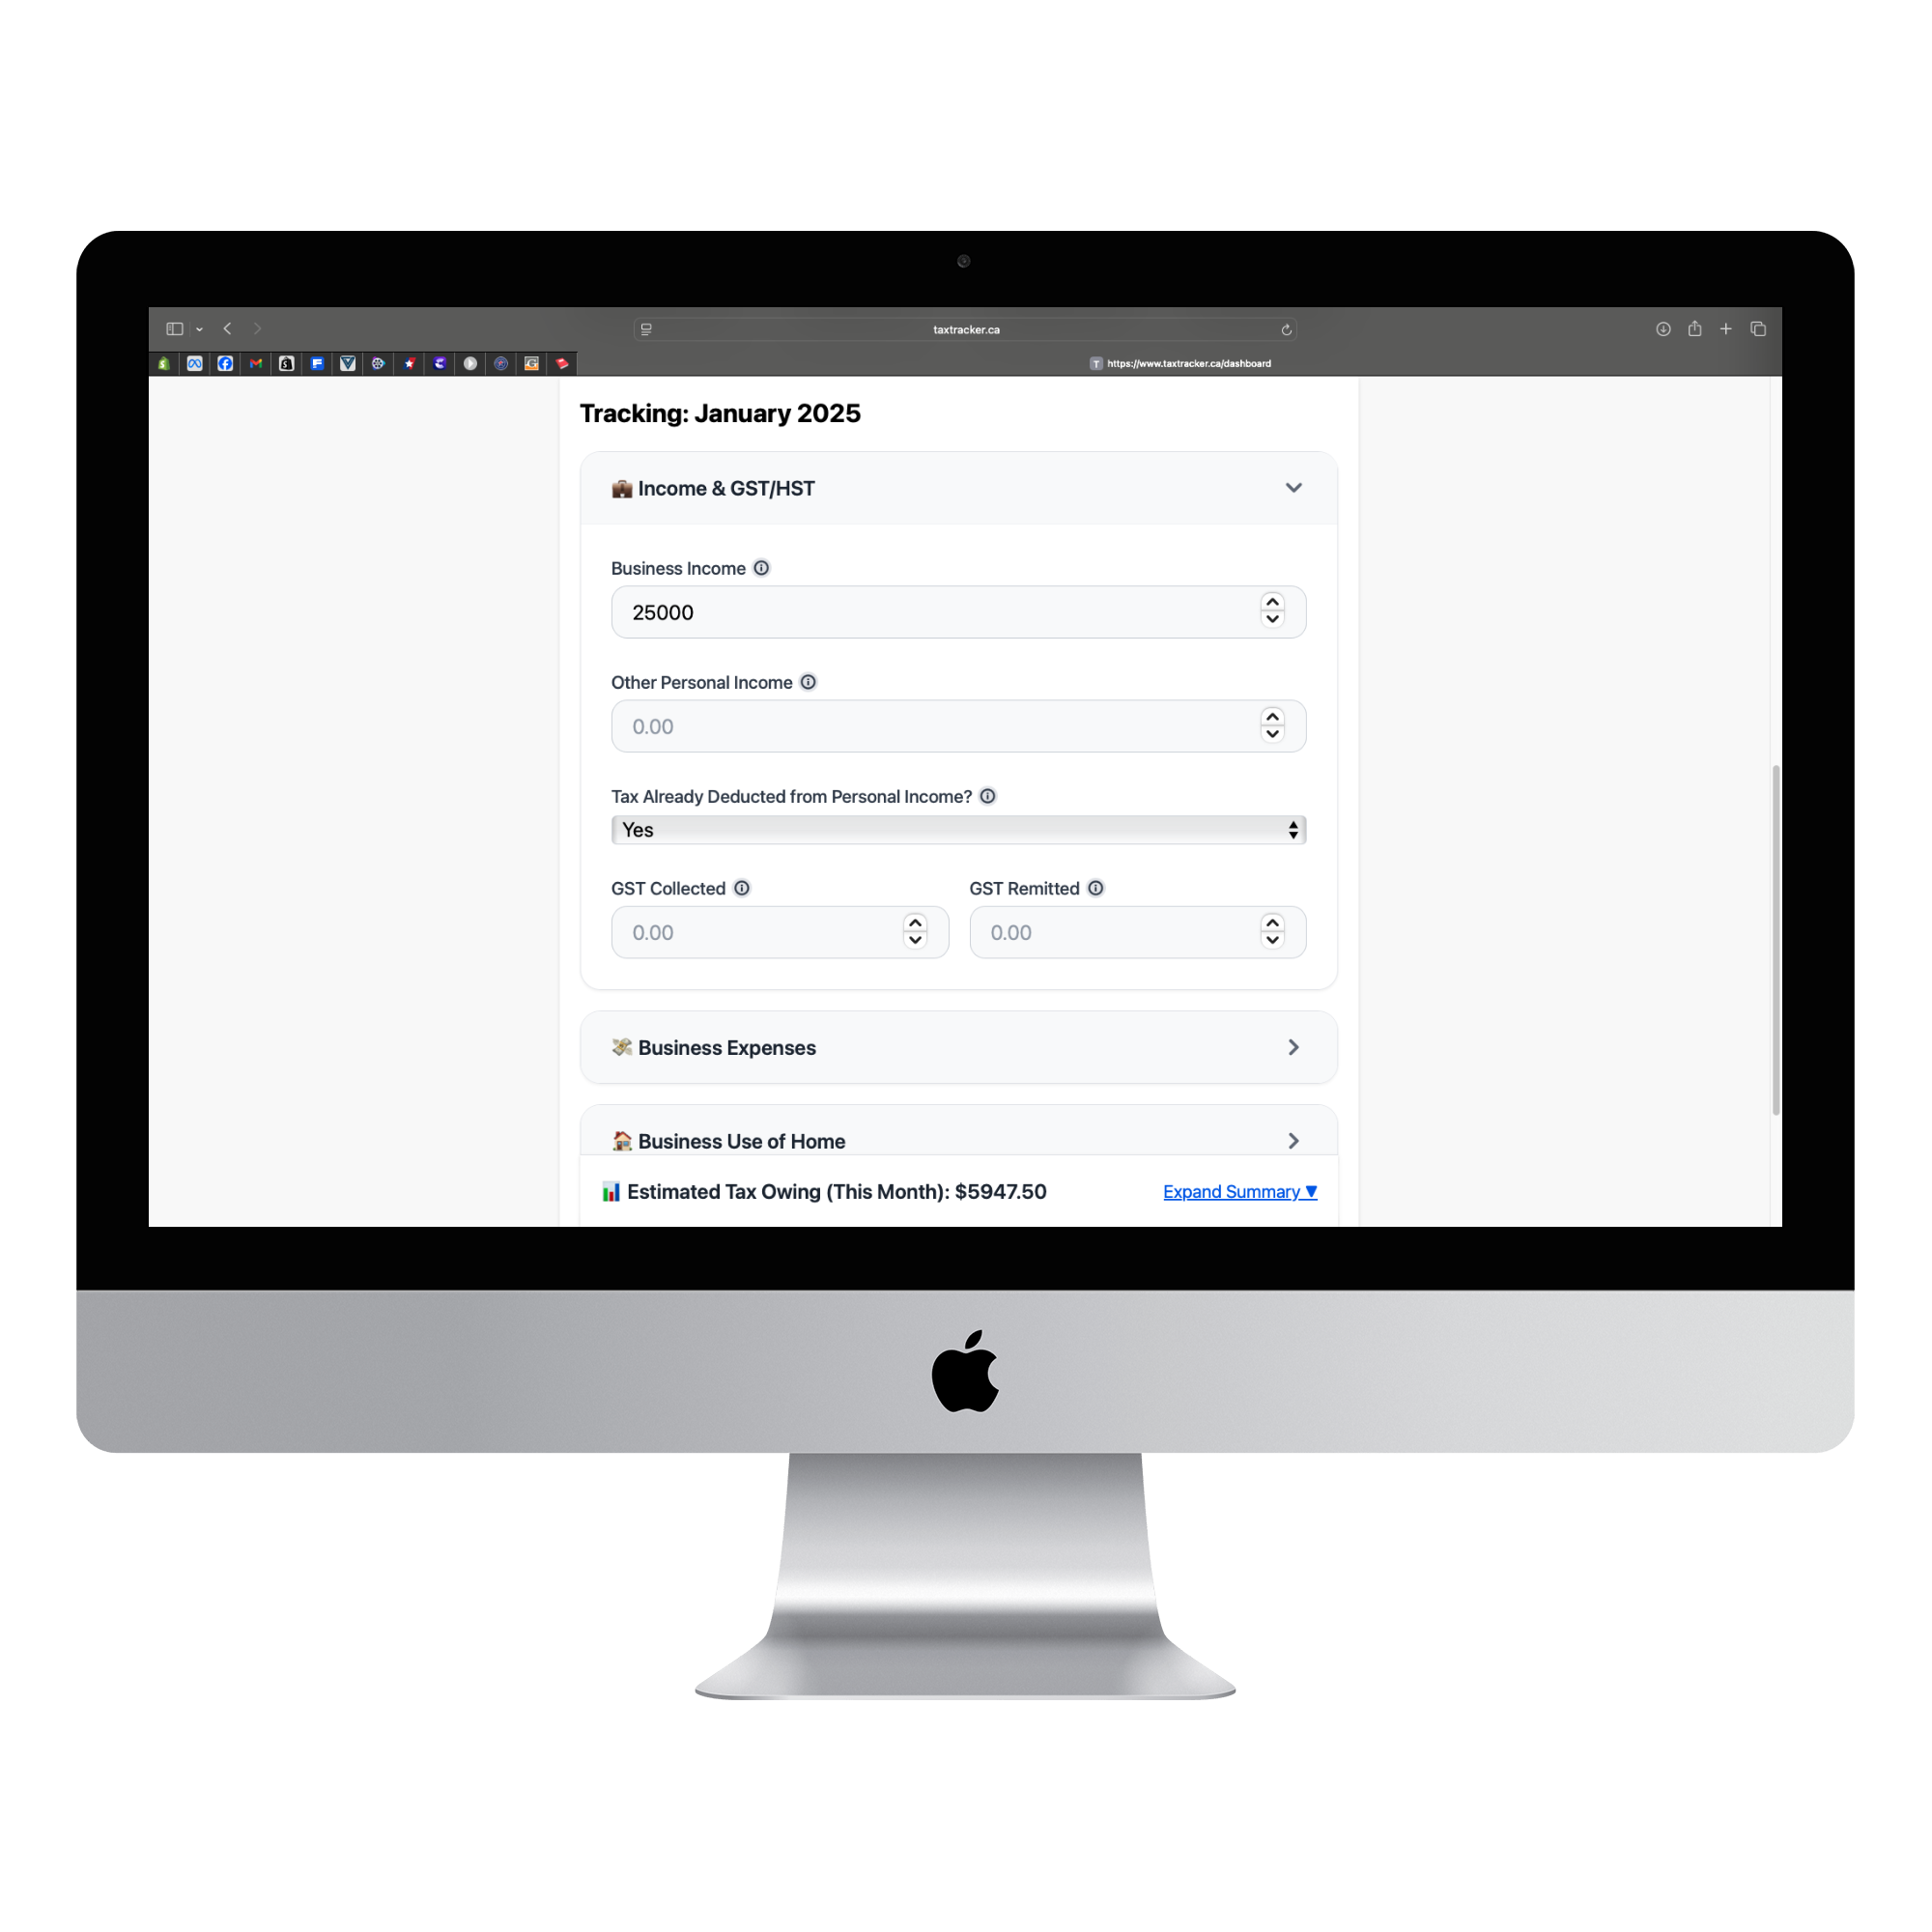 taxtracker.ca
https://www.taxtracker.ca/dashboard
Tracking: January 2025
Income & GST/HST
Business Income
25000
Other Personal Income
0.00
Tax Already Deducted from Personal Income?
Yes
GST Collected GST Remitted
0.00 0.00
Business Expenses
Business Use of Home
Estimated Tax Owing (This Month): $5947.50 Expand Summary ▼